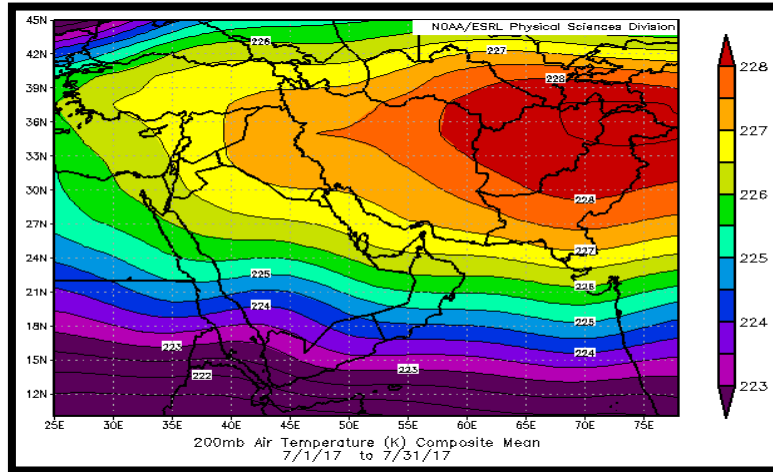 NOAA/ESRL Physical Sciences Division
45N
42N
39N
36N
33N
30N
27N
24N
21N
18N
15N
12N
226
227
228
228
227
226
225
225
224
224
223
223
222
25E
30E
35E
40E
45E
50E
55E
60E
65E
70E
75E
228
228
227
226
225
224
223
200mb Air Temperature (K) Composite Mean
7/1/17 to 7/31/17